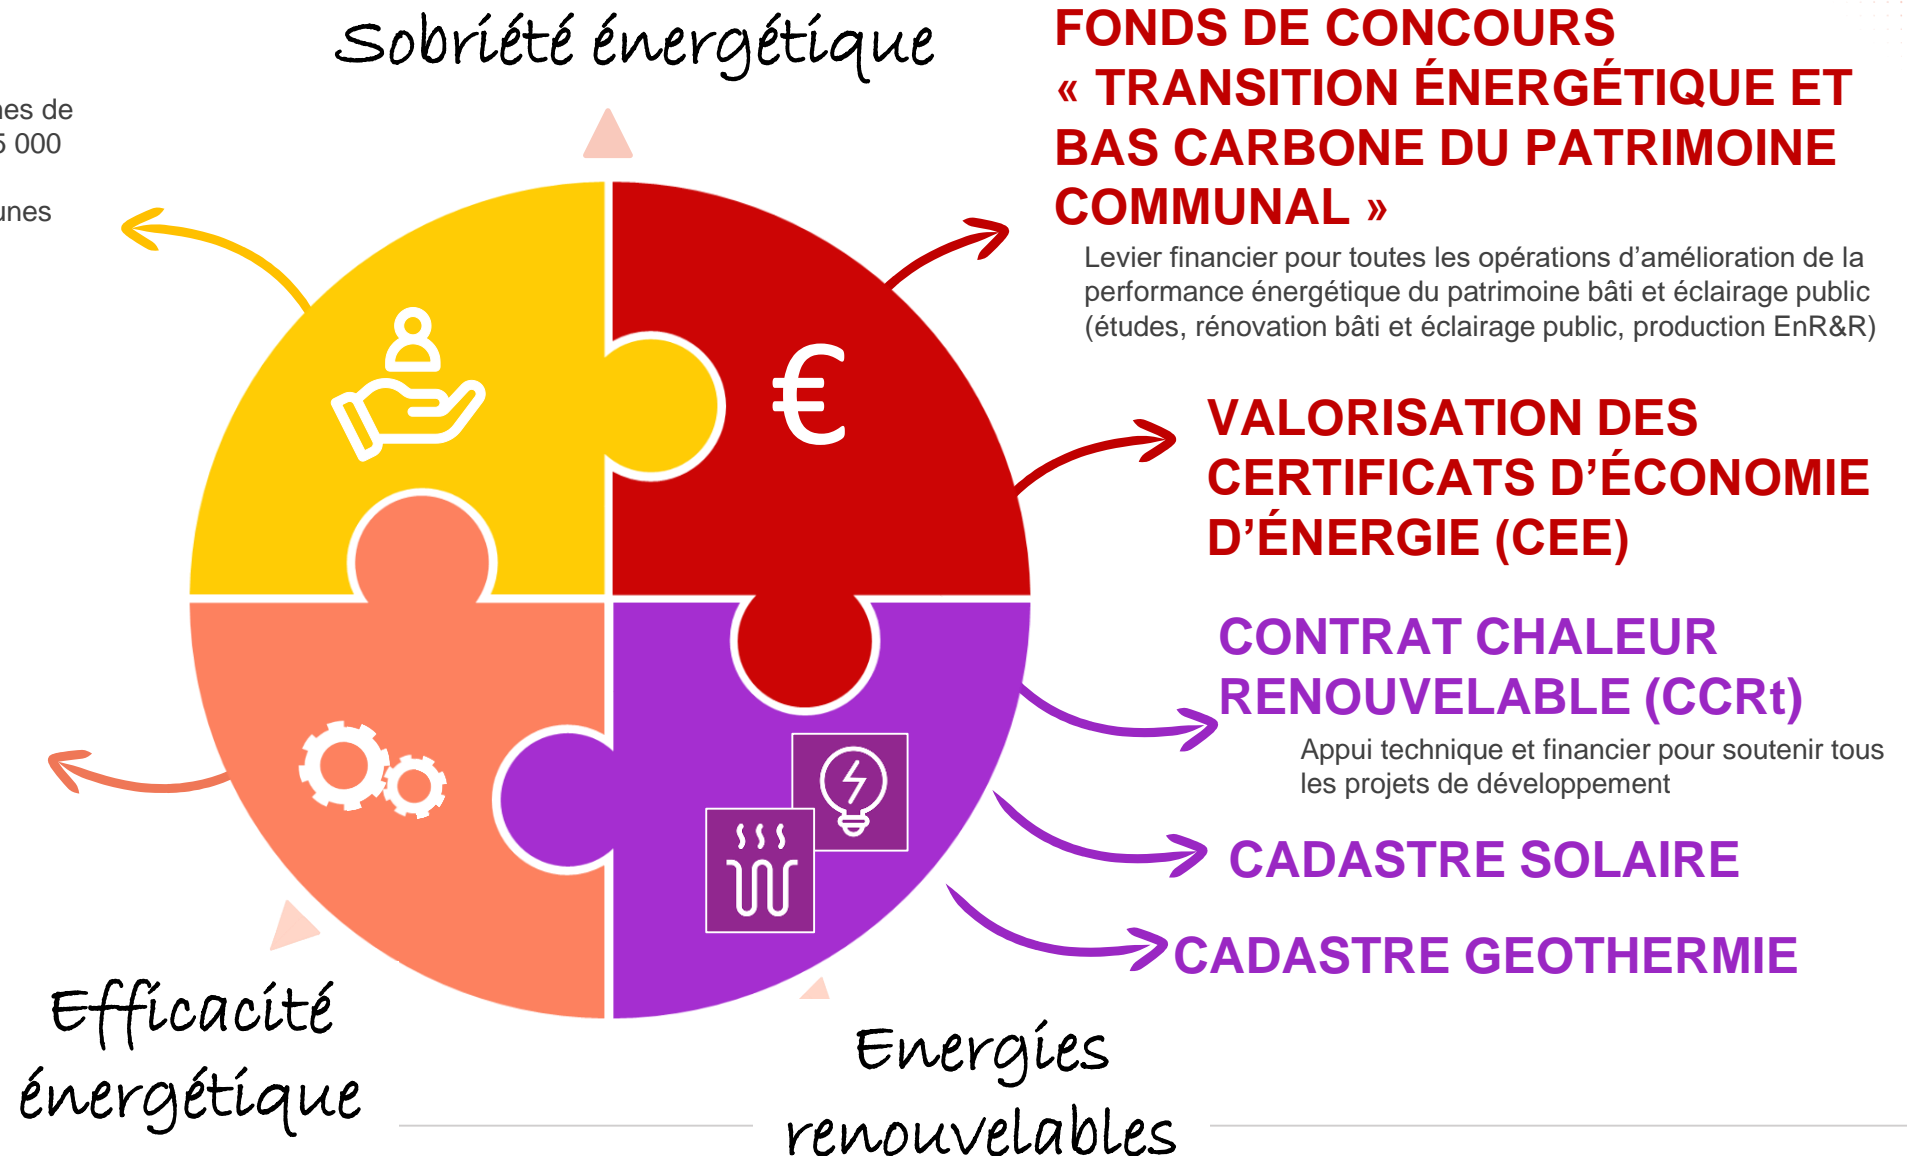 Sobriété énergétique
de
5 000
FONDS DE CONCOURS
« TRANSITION ÉNERGÉTIQUE ET
BAS CARBONE DU PATRIMOINE
COMMUNAL »
Levier financier pour toutes les opérations d’amélioration de la
performance énergétique du patrimoine bâti et éclairage public
(études, rénovation bâti et éclairage public, production EnR&R)
€
VALORISATION DES
CERTIFICATS D’ÉCONOMIE
D’ÉNERGIE (CEE)
CONTRAT CHALEUR
RENOUVELABLE (CCRt)
Appui technique et financier pour soutenir tous
les projets de développement
CADASTRE SOLAIRE
CADASTRE GEOTHERMIE
Efficacité
énergétique
Energies
renouvelables